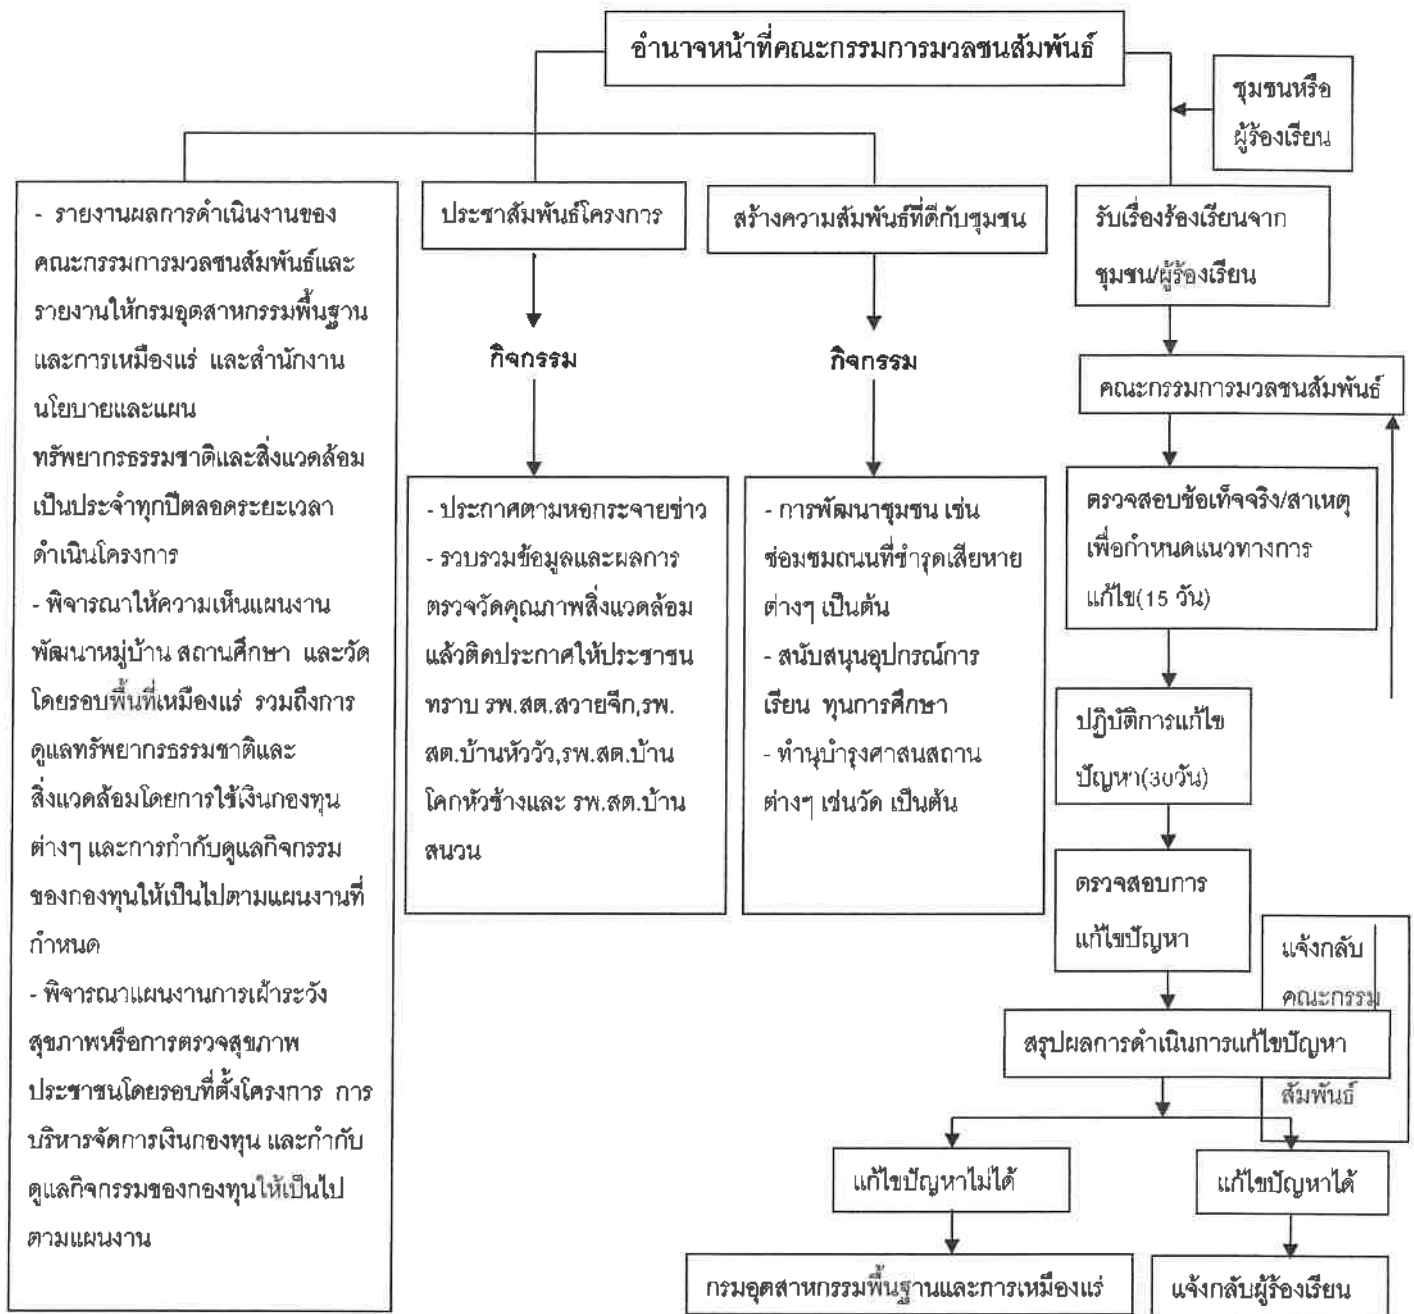 อำนาจหน้าที่คณะกรรมการมวลชนสัมพันธ์
ชุมชนหรือ
ผู้ร้องเรียน
- รายงานผลการดำเนินงานของ
คณะกรรมการมวลชนสัมพันธ์และ
รายงานให้กรมอุตสาหกรรมพื้นฐาน
และการเหมืองแร่ และสำนักงาน
นโยบายและแผน
ทรัพยากรธรรมชาติและสิ่งแวดล้อม
เป็นประจำทุกปีตลอดระยะเวลา
ดำเนินโครงการ
- พิจารณาให้ความเห็นแผนงาน
พัฒนาหมู่บ้าน สถานศึกษา และวัด
โดยรอบพื้นที่เหมืองแร่ รวมถึงการ
ดูแลทรัพยากรธรรมชาติและ
สิ่งแวดล้อมโดยการใช้เงินกองทุน
ต่างๆ และการกำกับดูแลกิจกรรม
ของกองทุนให้เป็นไปตามแผนงานที่
กำหนด
- พิจารณาแผนงานการเฝ้าระวัง
สุขภาพหรือการตรวจสุขภาพ
ประชาชนโดยรอบที่ตั้งโครงการ การ
บริหารจัดการเงินกองทุน และกำกับ
ดูแลกิจกรรมของกองทุนให้เป็นไป
ตามแผนงาน
ประชาสัมพันธ์โครงการ
กิจกรรม
- ประกาศตามหอกระจายข่าว
- รวบรวมข้อมูลและผลการ
ตรวจวัดคุณภาพสิ่งแวดล้อม
แล้วติดประกาศให้ประชาชน
ทราบ รพ.สต.สวายจีก,รพ.
สต.บ้านหัววัว,รพ.สต.บ้าน
โคกหัวช้างและ รพ.สต.บ้าน
สนวน
สร้างความสัมพันธ์ที่ดีกับชุมชน
กิจกรรม
- การพัฒนาชุมชน เช่น
ซ่อมชมถนนที่ชำรุดเสียหาย
ต่างๆ เป็นต้น
- สนับสนุนอุปกรณ์การ
เรียน ทุนการศึกษา
- ทำนุบำรุงศาสนสถาน
ต่างๆ เช่นวัด เป็นต้น
รับเรื่องร้องเรียนจาก
ชุมชน/ผู้ร้องเรียน
คณะกรรมการมวลชนสัมพันธ์
ตรวจสอบข้อเท็จจริง/สาเหตุ
เพื่อกำหนดแนวทางการ
แก้ไข(15 วัน)
ปฏิบัติการแก้ไข
ปัญหา(30วัน)
ตรวจสอบการ
แก้ไขปัญหา
แจ้งกลับ
คณะกรรม
สัมพันธ์
สรุปผลการดำเนินการแก้ไขปัญหา
แก้ไขปัญหาไม่ได้
แก้ไขปัญหาได้
กรมอุตสาหกรรมพื้นฐานและการเหมืองแร่
แจ้งกลับผู้ร้องเรียน